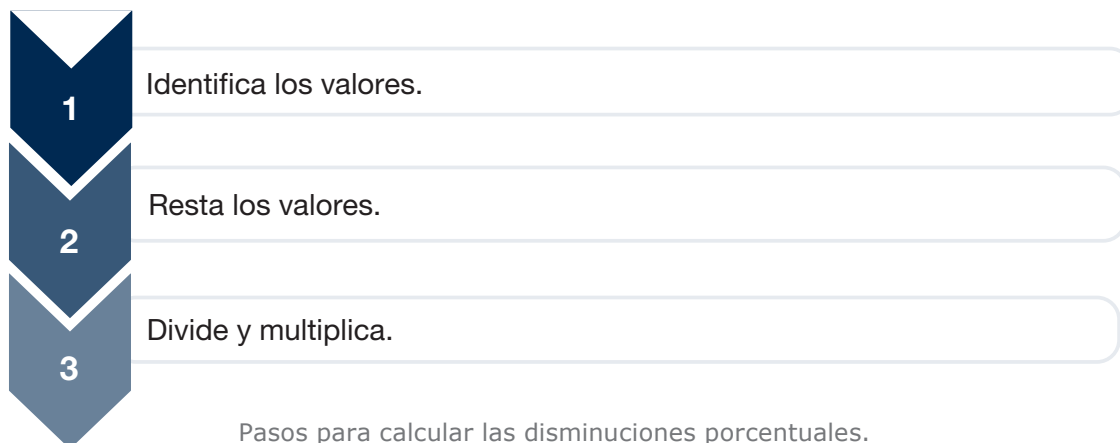 1
Identifica los valores.
2
Resta los valores.
3
Divide y multiplica.
Pasos para calcular las disminuciones porcentuales.